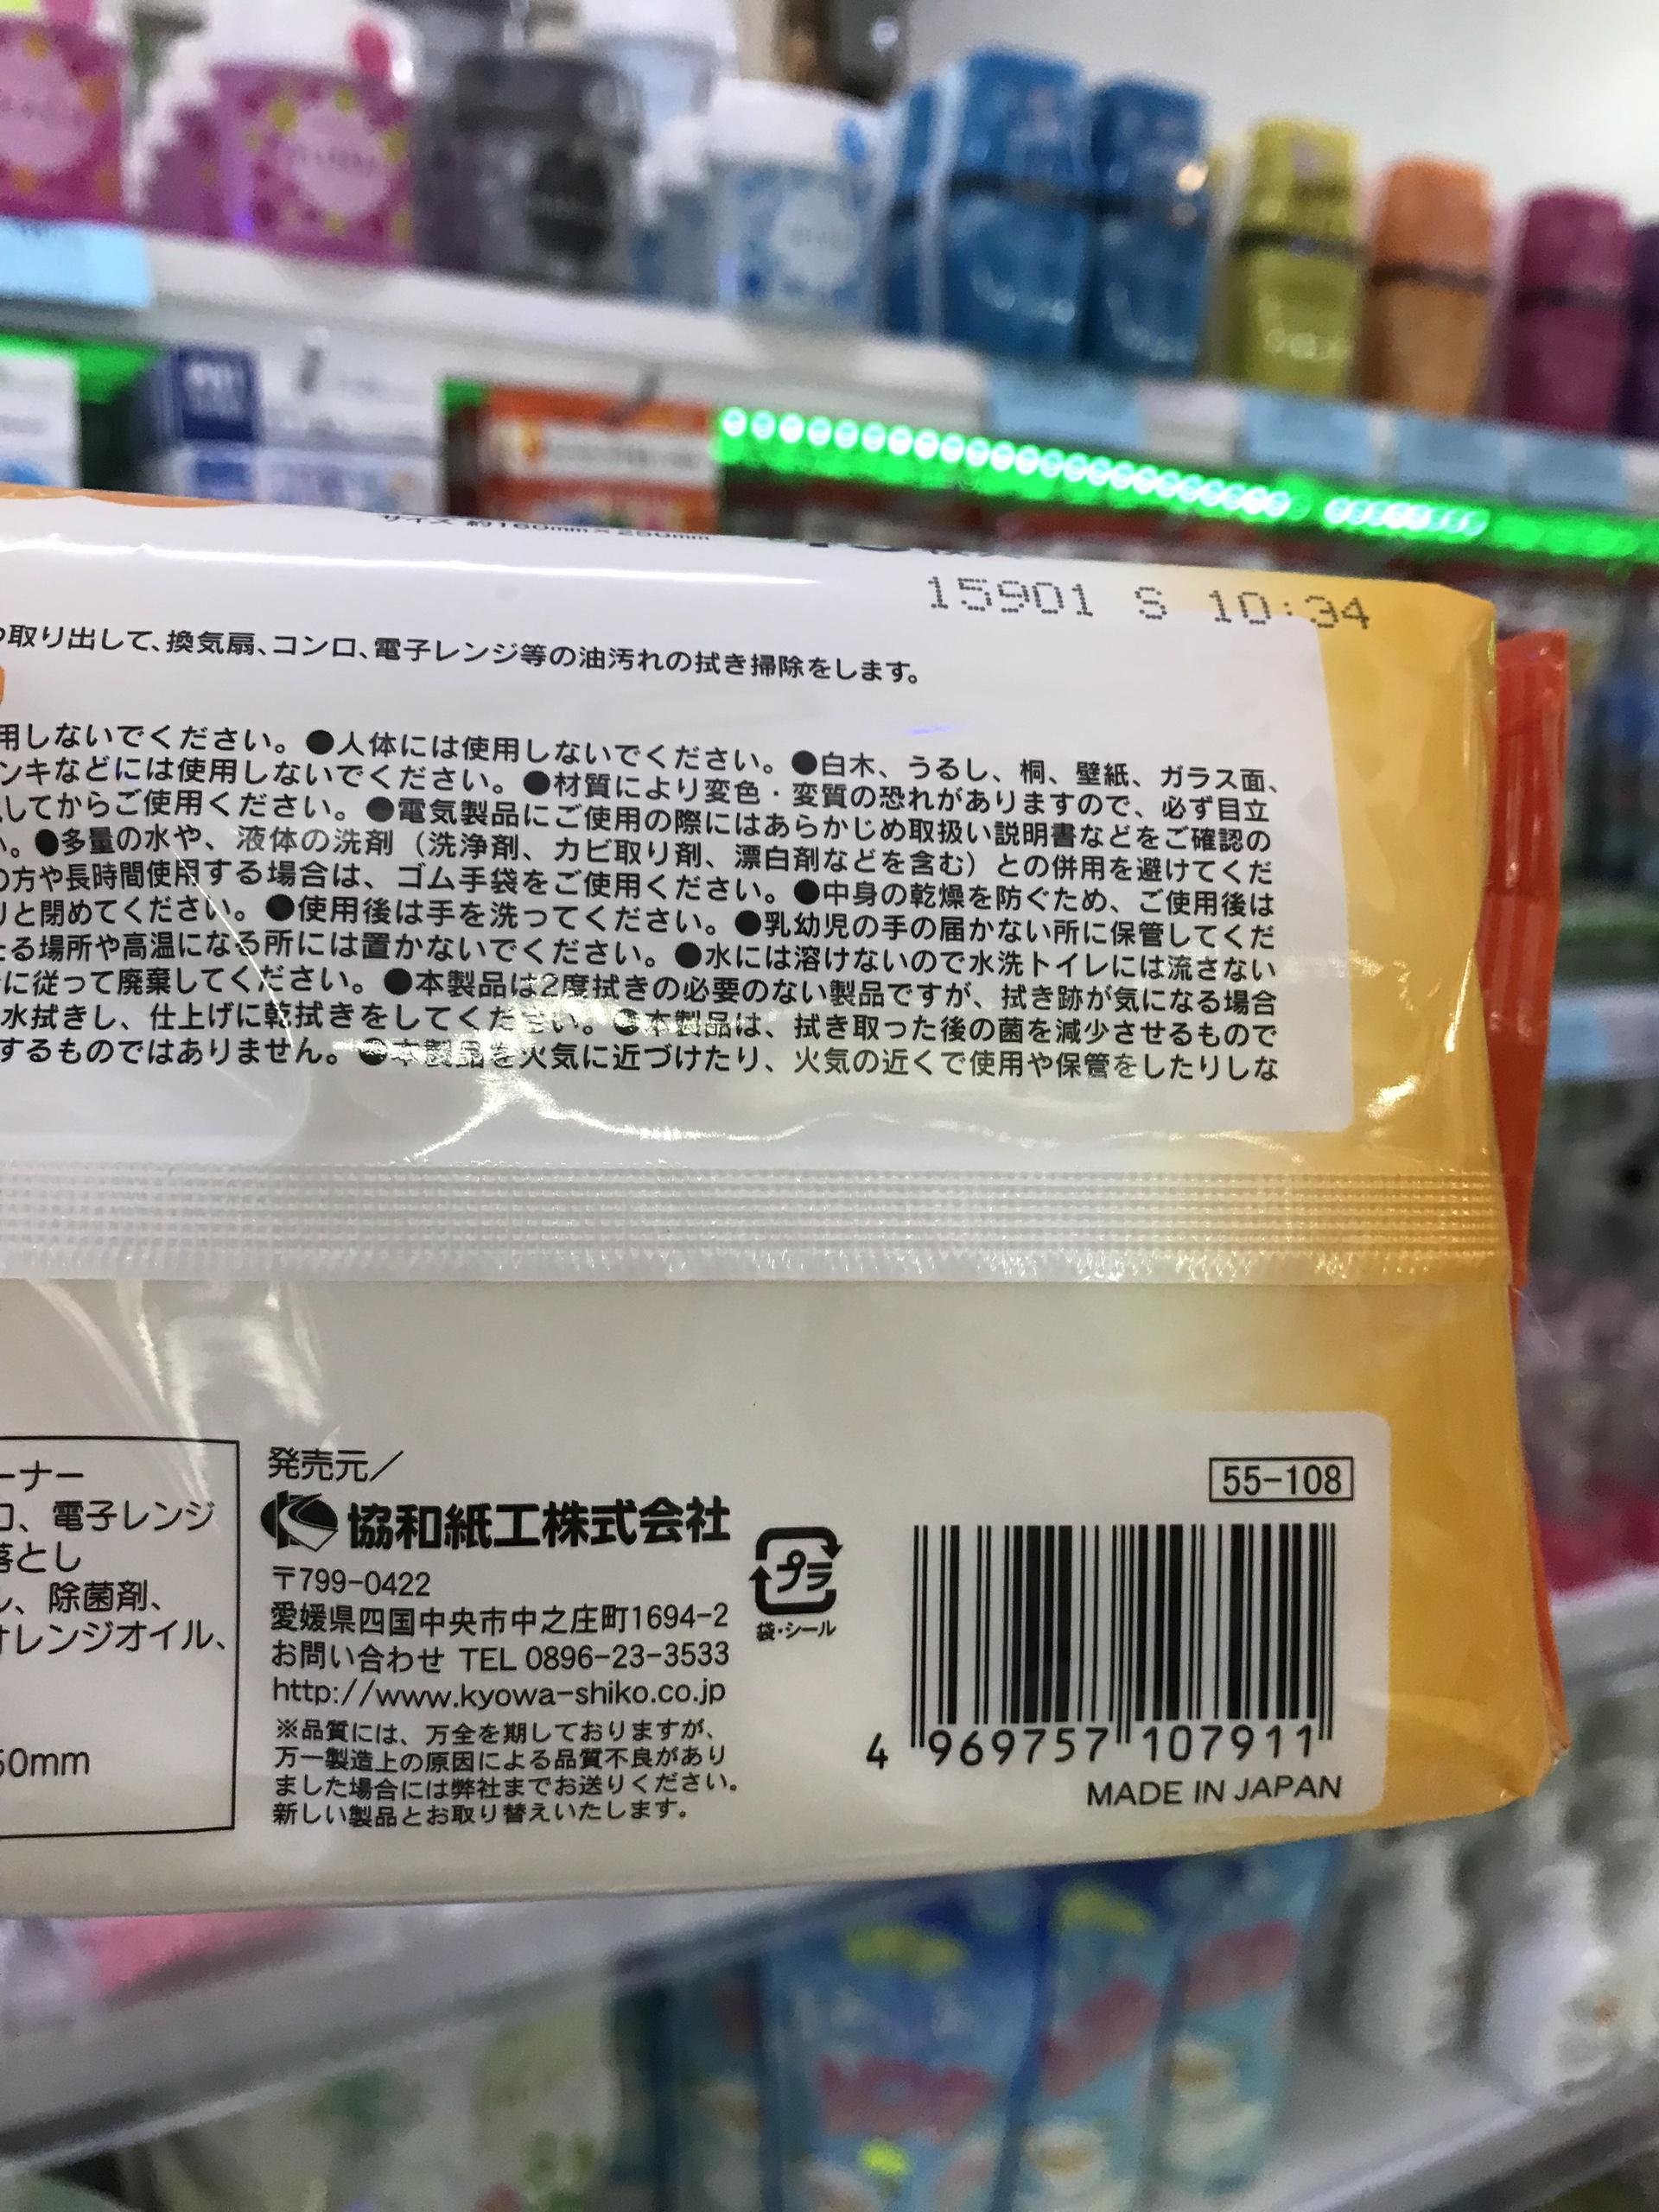 サイズ 約160mm×250mm
15901 S 10:34
取り出して、換気扇、コンロ、電子レンジ等の油汚れの拭き掃除をします。
用しないでください。●人体には使用しないでください。●白木、うるし、桐、壁紙、ガラス面、
ンキなどには使用しないでください。●材質により変色・変質の恐れがありますので、必ず目立
してからご使用ください。●電気製品にご使用の際にはあらかじめ取扱い説明書などをご確認の
い。●多量の水や、液体の洗剤（洗浄剤、カビ取り剤、漂白剤などを含む）との併用を避けてくだ
の方や長時間使用する場合は、ゴム手袋をご使用ください。●中身の乾燥を防ぐため、ご使用後は
リと閉めてください。●使用後は手を洗ってください。●乳幼児の手の届かない所に保管してくだ
たる場所や高温になる所には置かないでください。●水には溶けないので水洗トイレには流さない
に従って廃棄してください。●本製品は2度拭きの必要のない製品ですが、拭き跡が気になる場合
水拭きし、仕上げに乾拭きをしてください。●本製品は、拭き取った後の菌を減少させるもので
するものではありません。●本製品を火気に近づけたり、火気の近くで使用や保管をしたりしな
ーナー
ロ、電子レンジ
落とし
ル、除菌剤、
オレンジオイル、
50mm
発売元／
協和紙工株式会社
〒799-0422
愛媛県四国中央市中之庄町1694-2
お問い合わせ TEL 0896-23-3533
http://www.kyowa-shiko.co.jp
※品質には、万全を期しておりますが、
万一製造上の原因による品質不良があり
ました場合には弊社までお送りください。
新しい製品とお取り替えいたします。
プラ
袋・シール
55-108
4 969757 107911
MADE IN JAPAN